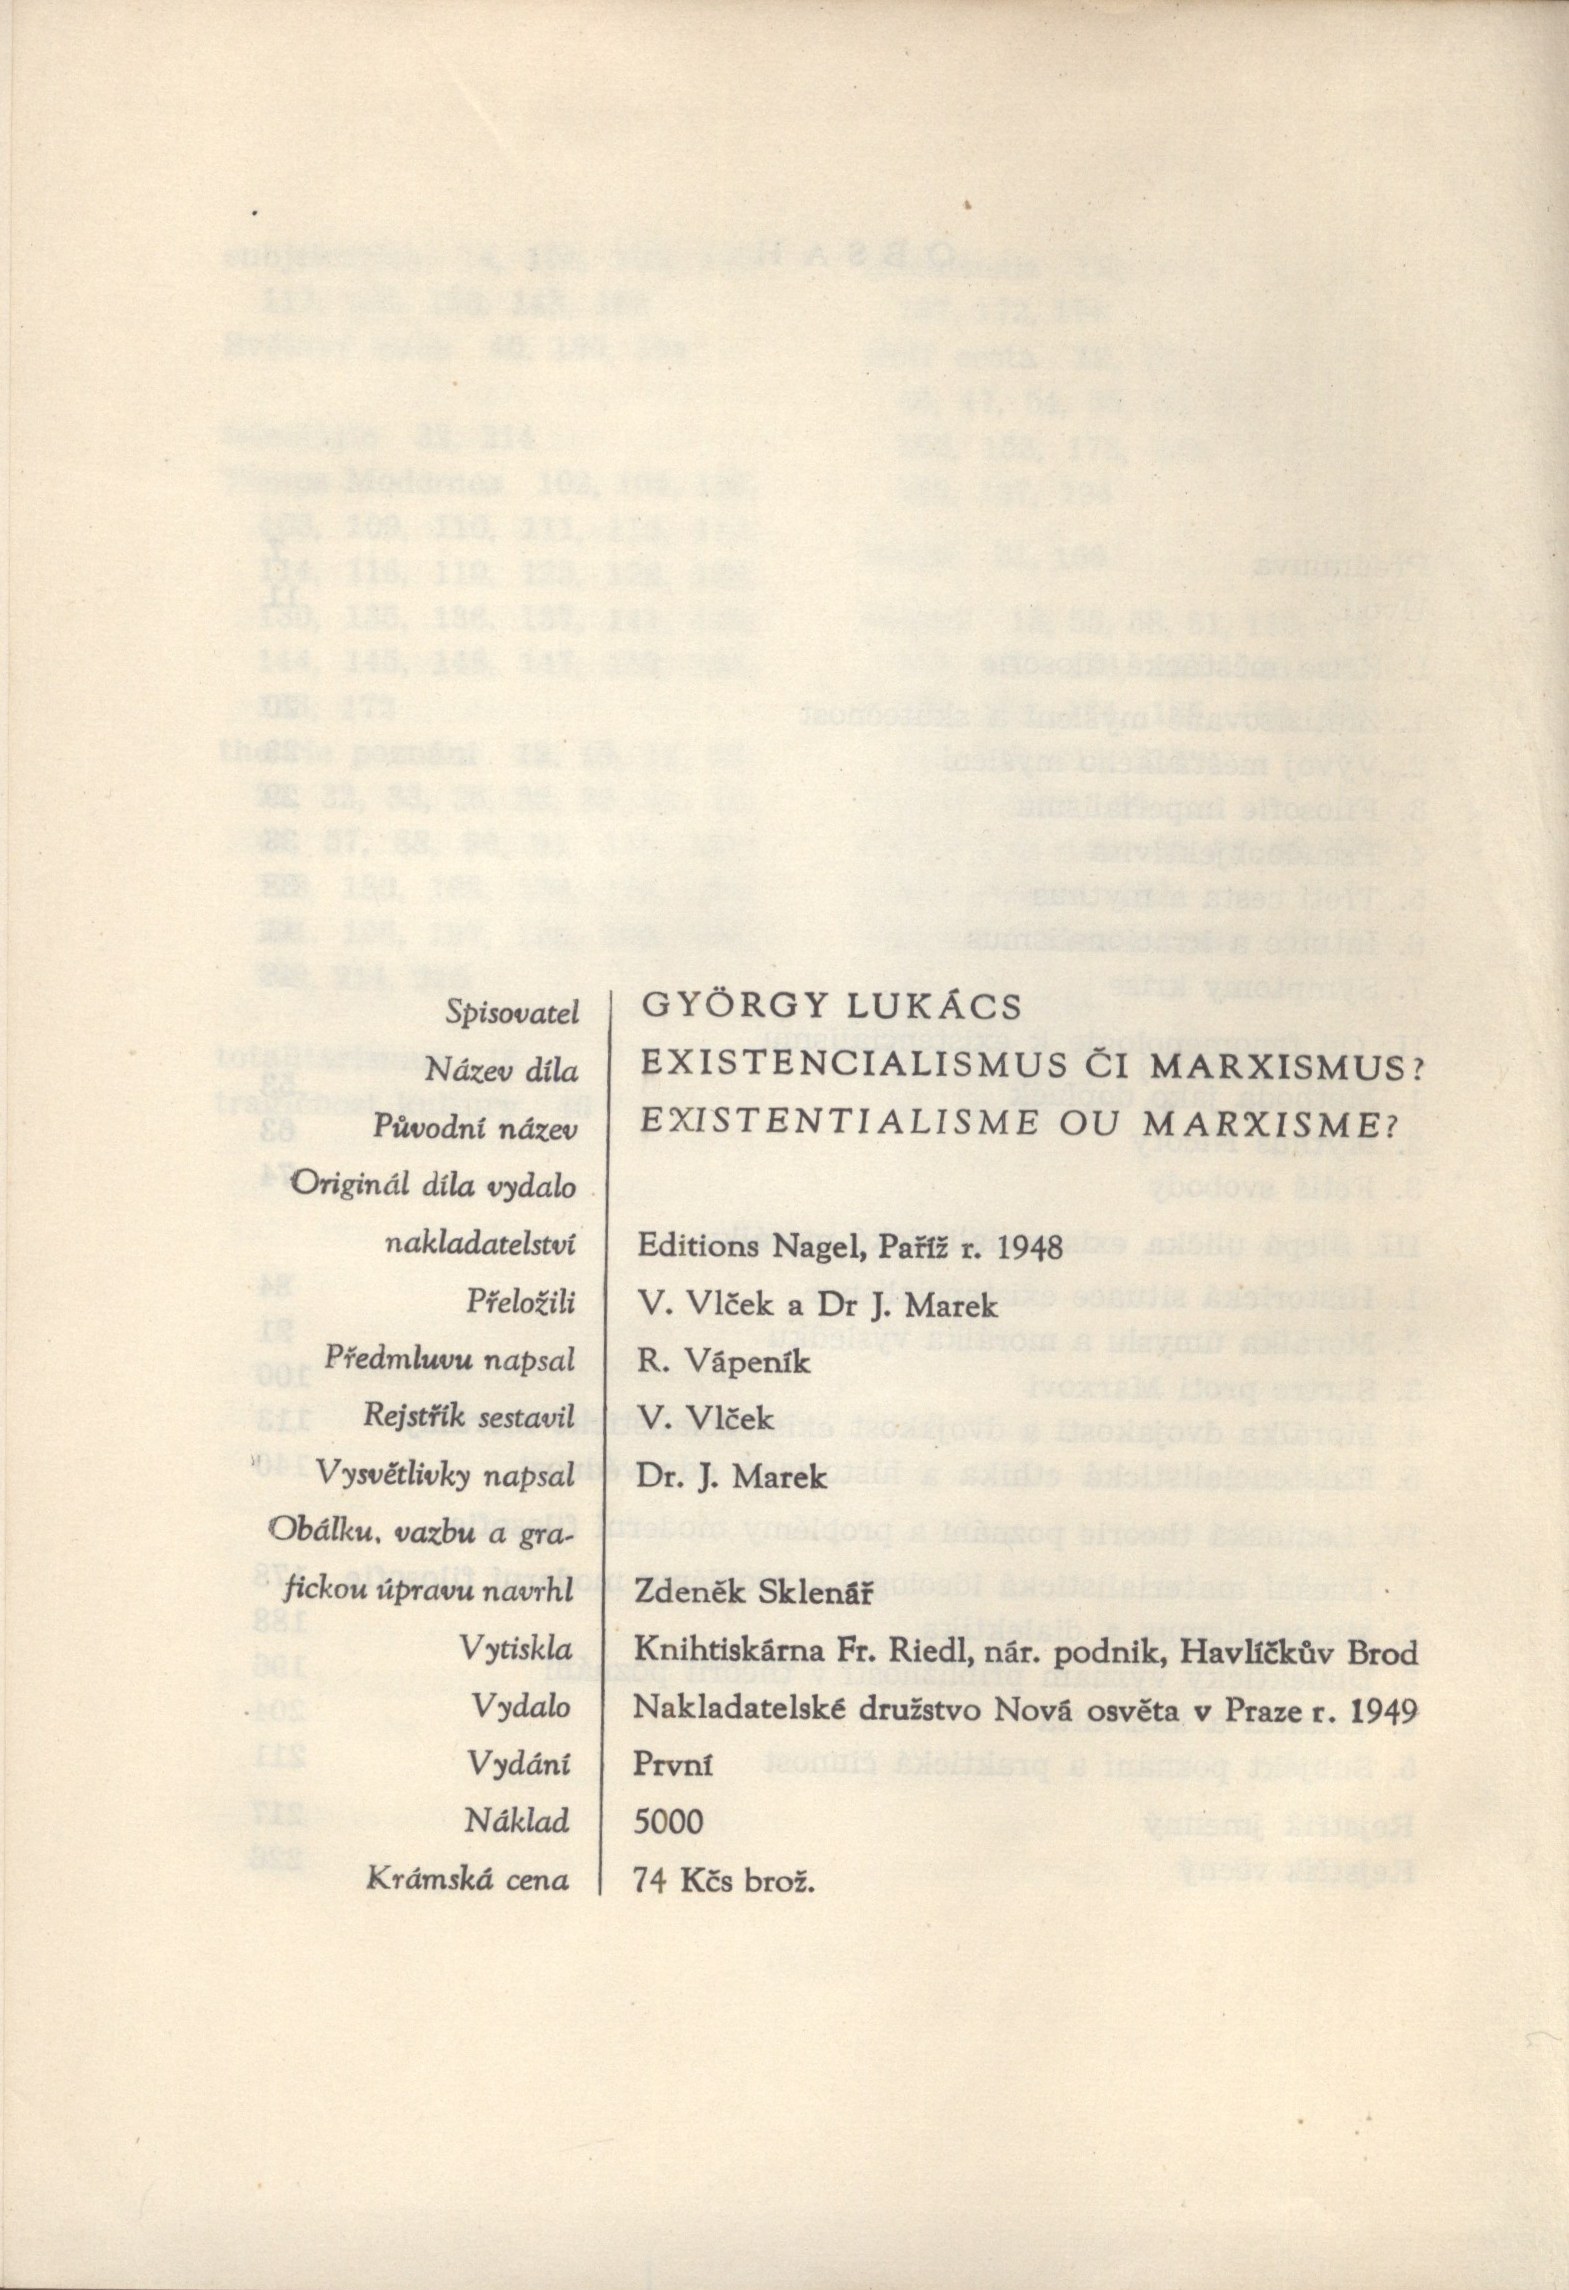 Spisovatel GYÖRGY LUKÁCS
Název díla EXISTENCIALISMUS ČI MARXISMUS?
Původní název EXISTENTIALISME OU MARXISME?
Originál díla vydalo
nakladatelství Editions Nagel, Paříž r. 1948
Přeložili V. Vlček a Dr J. Marek
Předmluvu napsal R. Vápeník
Rejstřík sestavil V. Vlček
Vysvětlivky napsal Dr. J. Marek
Obálku, vazbu a gra-
fickou úpravu navrhl Zdeněk Sklenář
Vytiskla Knihtiskárna Fr. Riedl, nár. podnik, Havlíčkův Brod
Vydalo Nakladatelské družstvo Nová osvěta v Praze r. 1949
Vydání První
Náklad 5000
Krámská cena 74 Kčs brož.